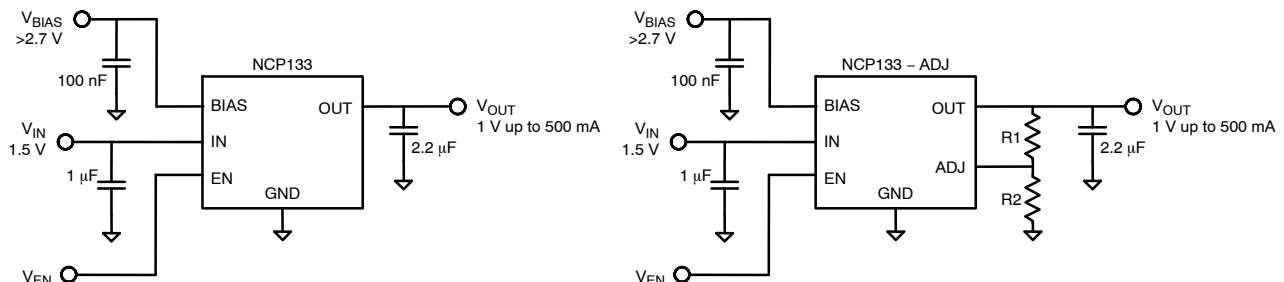 V_BIAS
>2.7 V
100 nF
NCP133
BIAS
OUT
V_OUT
1 V up to 500 mA
V_IN
1.5 V
IN
2.2 µF
1 µF
EN
GND
V_EN
V_BIAS
>2.7 V
100 nF
NCP133 – ADJ
BIAS
OUT
V_OUT
1 V up to 500 mA
V_IN
1.5 V
IN
R1
2.2 µF
ADJ
1 µF
EN
R2
GND
V_EN